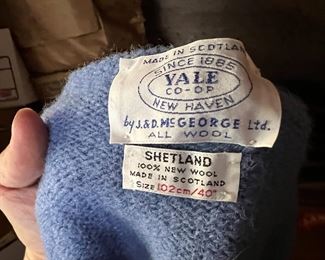 MADE IN SCOTLAND
SINCE 1885
YALE
CO-OP
NEW HAVEN
by J.&D. McGEORGE Ltd.
ALL WOOL
SHETLAND
100% NEW WOOL
MADE IN SCOTLAND
SIZE 102cm/40"